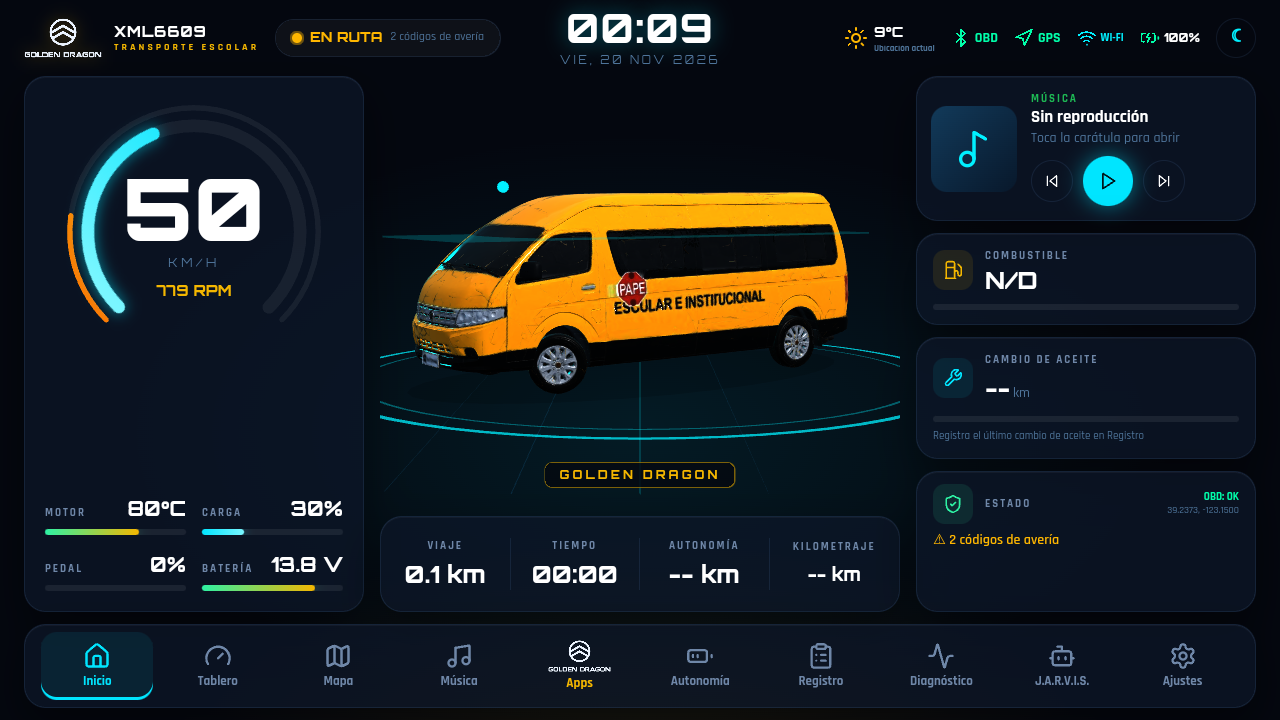 GOLDEN DRAGON
XML6609
TRANSPORTE ESCOLAR
EN RUTA 2 códigos de avería
00:09
VIE, 20 NOV 2026
9°C
Ubicacion actual
OBD
GPS
WI-FI
100%
50
KM/H
779 RPM
MOTOR 80°C
CARGA 30%
PEDAL 0%
BATERÍA 13.8 V
PAPE
ESCOLAR E INSTITUCIONAL
GOLDEN DRAGON
VIAJE
0.1 km
TIEMPO
00:00
AUTONOMÍA
-- km
KILOMETRAJE
-- km
MÚSICA
Sin reproducción
Toca la carátula para abrir
COMBUSTIBLE
N/D
CAMBIO DE ACEITE
-- km
Registra el último cambio de aceite en Registro
ESTADO
OBD: OK
39.2373, -123.1500
⚠ 2 códigos de avería
Inicio
Tablero
Mapa
Música
GOLDEN DRAGON
Apps
Autonomía
Registro
Diagnóstico
J.A.R.V.I.S.
Ajustes